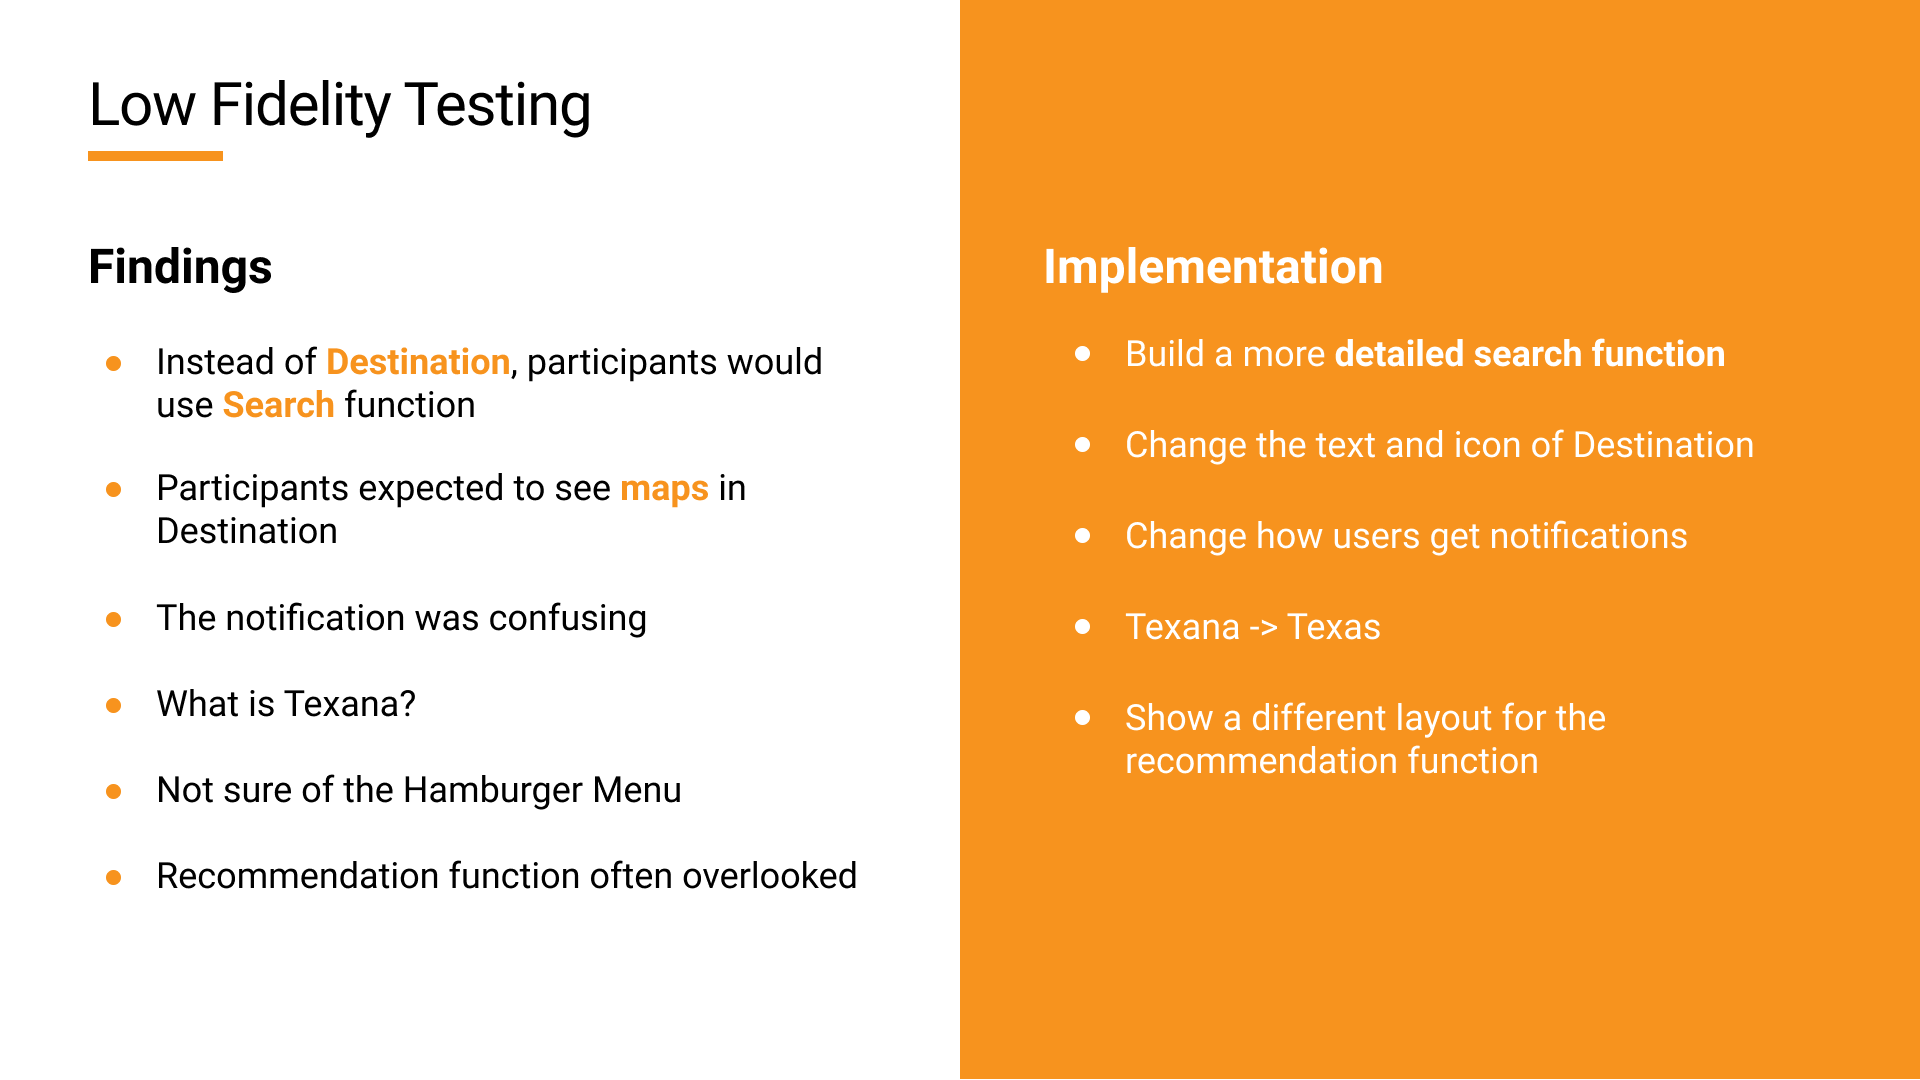 Low Fidelity Testing
Findings
● Instead of Destination, participants would
use Search function
● Participants expected to see maps in
Destination
● The notification was confusing
● What is Texana?
● Not sure of the Hamburger Menu
● Recommendation function often overlooked
Implementation
● Build a more detailed search function
● Change the text and icon of Destination
● Change how users get notifications
● Texana -> Texas
● Show a different layout for the
recommendation function